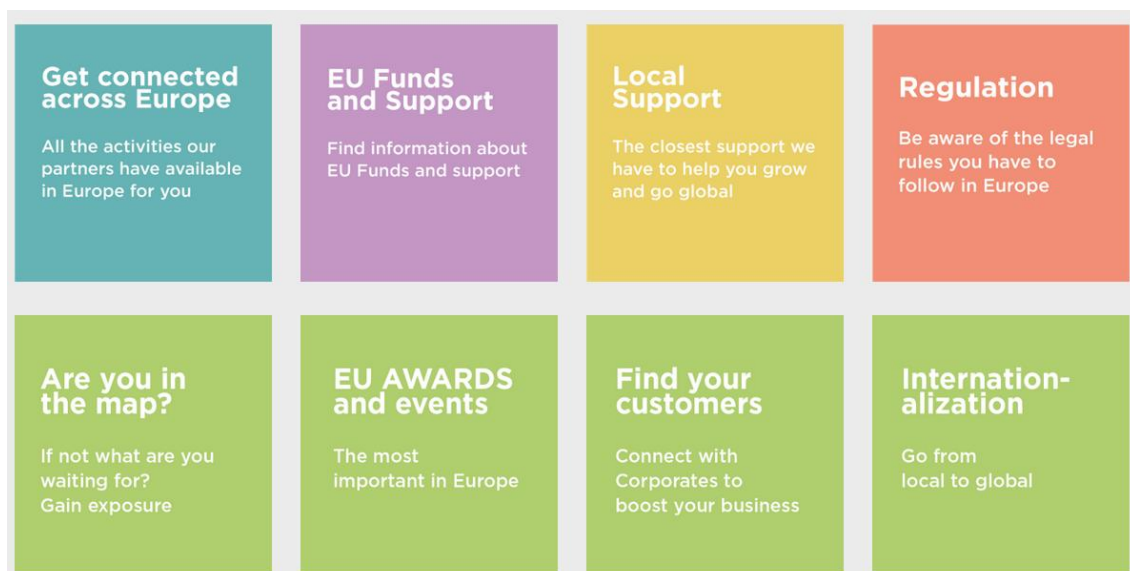 Get connected
across Europe
All the activities our
partners have available
in Europe for you
EU Funds
and Support
Find information about
EU Funds and support
Local
Support
The closest support we
have to help you grow
and go global
Regulation
Be aware of the legal
rules you have to
follow in Europe
Are you in
the map?
If not what are you
waiting for?
Gain exposure
EU AWARDS
and events
The most
important in Europe
Find your
customers
Connect with
Corporates to
boost your business
Internation-
alization
Go from
local to global